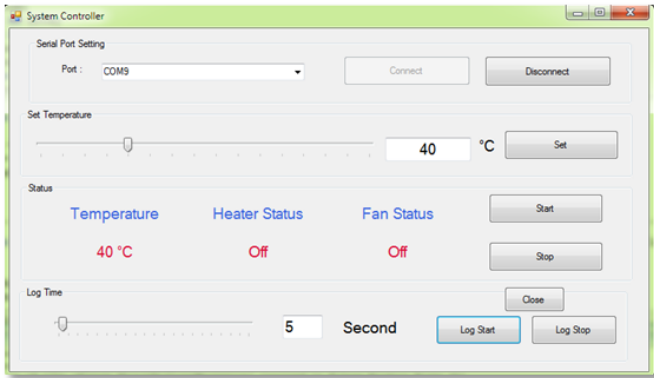 System Controller
Serial Port Setting
Port : COM9 Connect Disconnect
Set Temperature
40 °C Set
Status
Temperature Heater Status Fan Status Start
40 °C Off Off Stop
Log Time
Close
5 Second Log Start Log Stop